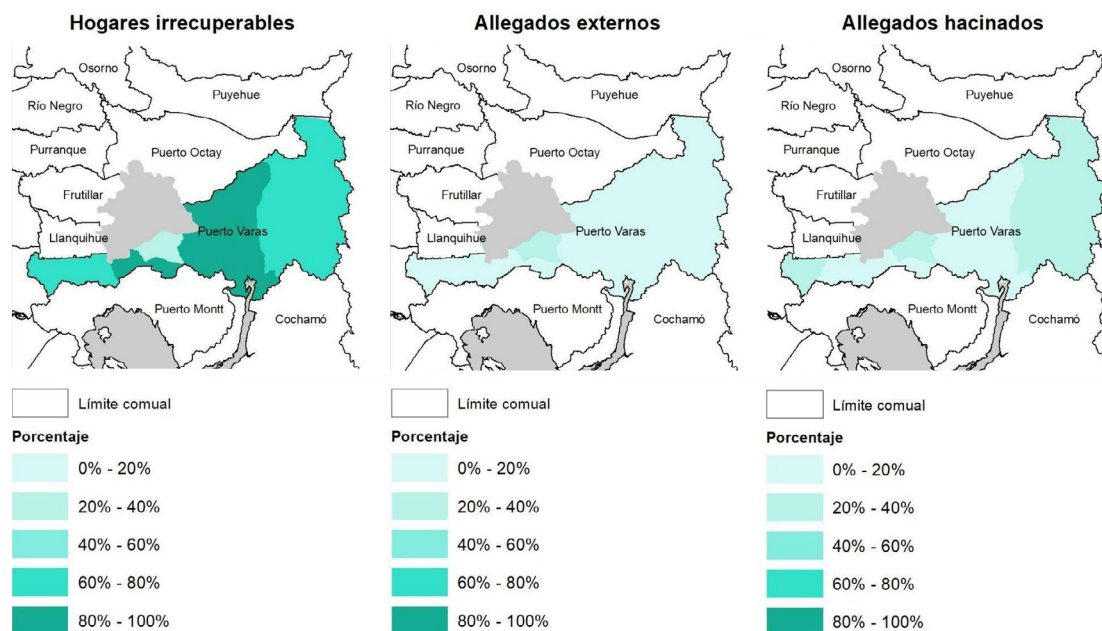 Hogares irrecuperables
Osorno
Puyehue
Río Negro
Purranque
Puerto Octay
Frutillar
Llanquihue
Puerto Varas
Puerto Montt
Cochamó
Límite comual
Porcentaje
0% - 20%
20% - 40%
40% - 60%
60% - 80%
80% - 100%
Allegados externos
Osorno
Puyehue
Río Negro
Purranque
Puerto Octay
Frutillar
Llanquihue
Puerto Varas
Puerto Montt
Cochamó
Límite comual
Porcentaje
0% - 20%
20% - 40%
40% - 60%
60% - 80%
80% - 100%
Allegados hacinados
Osorno
Puyehue
Río Negro
Purranque
Puerto Octay
Frutillar
Llanquihue
Puerto Varas
Puerto Montt
Cochamó
Límite comual
Porcentaje
0% - 20%
20% - 40%
40% - 60%
60% - 80%
80% - 100%